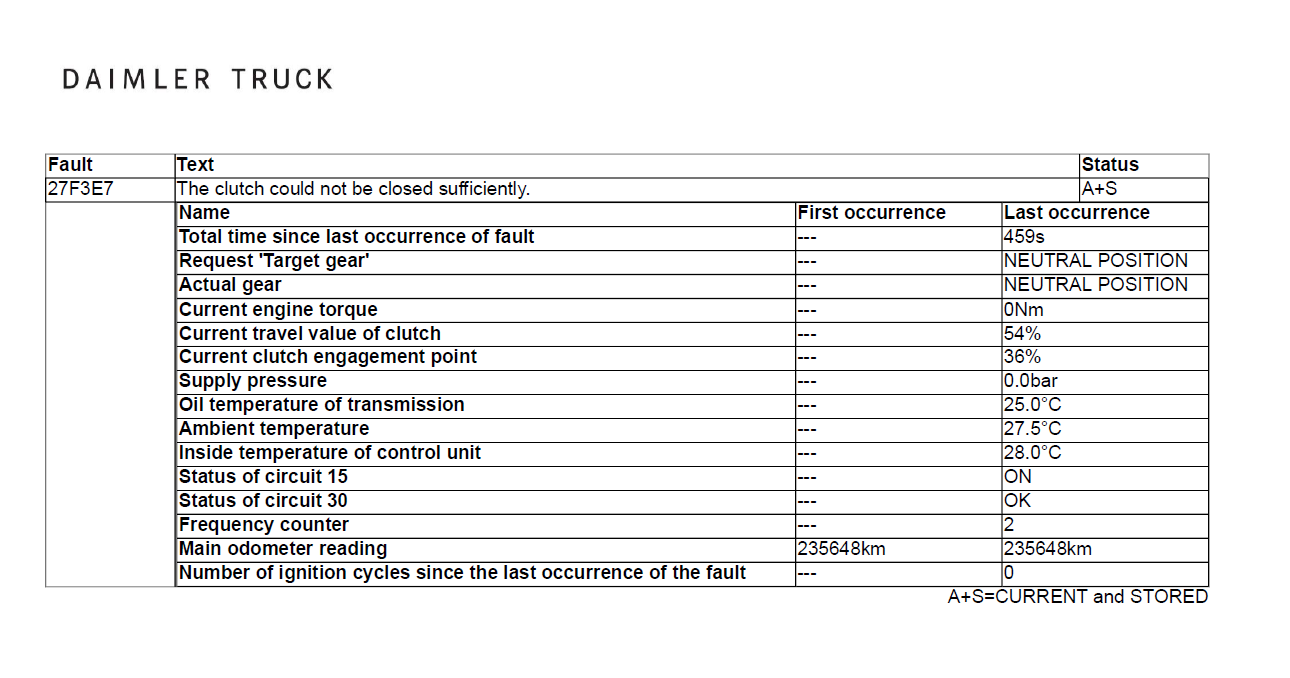 DAIMLER TRUCK
Fault Text Status
27F3E7 The clutch could not be closed sufficiently. A+S
Name First occurrence Last occurrence
Total time since last occurrence of fault --- 459s
Request 'Target gear' --- NEUTRAL POSITION
Actual gear --- NEUTRAL POSITION
Current engine torque --- 0Nm
Current travel value of clutch --- 54%
Current clutch engagement point --- 36%
Supply pressure --- 0.0bar
Oil temperature of transmission --- 25.0°C
Ambient temperature --- 27.5°C
Inside temperature of control unit --- 28.0°C
Status of circuit 15 --- ON
Status of circuit 30 --- OK
Frequency counter --- 2
Main odometer reading 235648km 235648km
Number of ignition cycles since the last occurrence of the fault --- 0
A+S=CURRENT and STORED